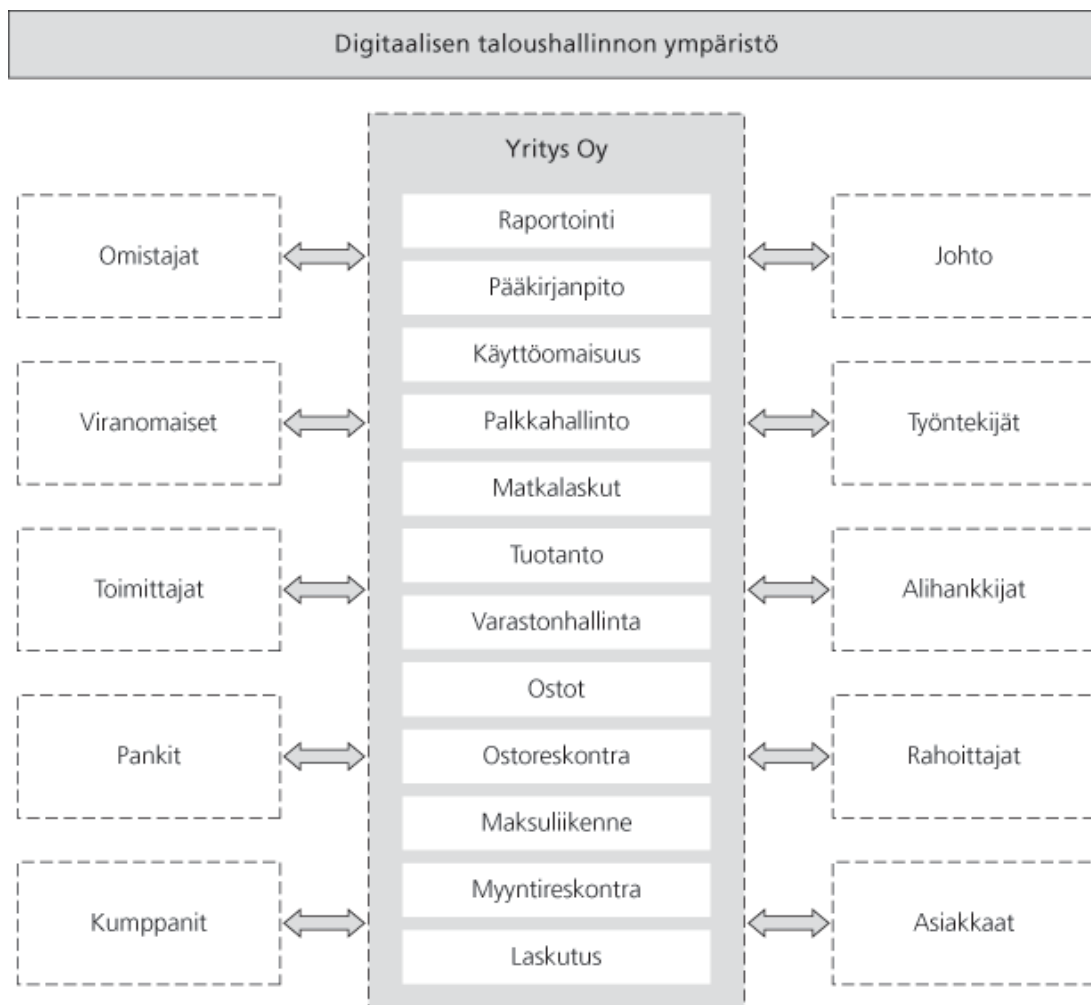 Digitaalisen taloushallinnon ympäristö
Yritys Oy
Omistajat
Viranomaiset
Toimittajat
Pankit
Kumppanit
Raportointi
Pääkirjanpito
Käyttöomaisuus
Palkkahallinto
Matkalaskut
Tuotanto
Varastonhallinta
Ostot
Ostoreskontra
Maksuliikenne
Myyntireskontra
Laskutus
Johto
Työntekijät
Alihankkijat
Rahoittajat
Asiakkaat